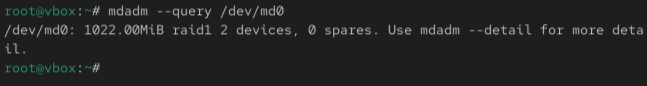 root@vbox:~# mdadm --query /dev/md0
/dev/md0: 1022.00MiB raid1 2 devices, 0 spares. Use mdadm --detail for more deta
il.
root@vbox:~#